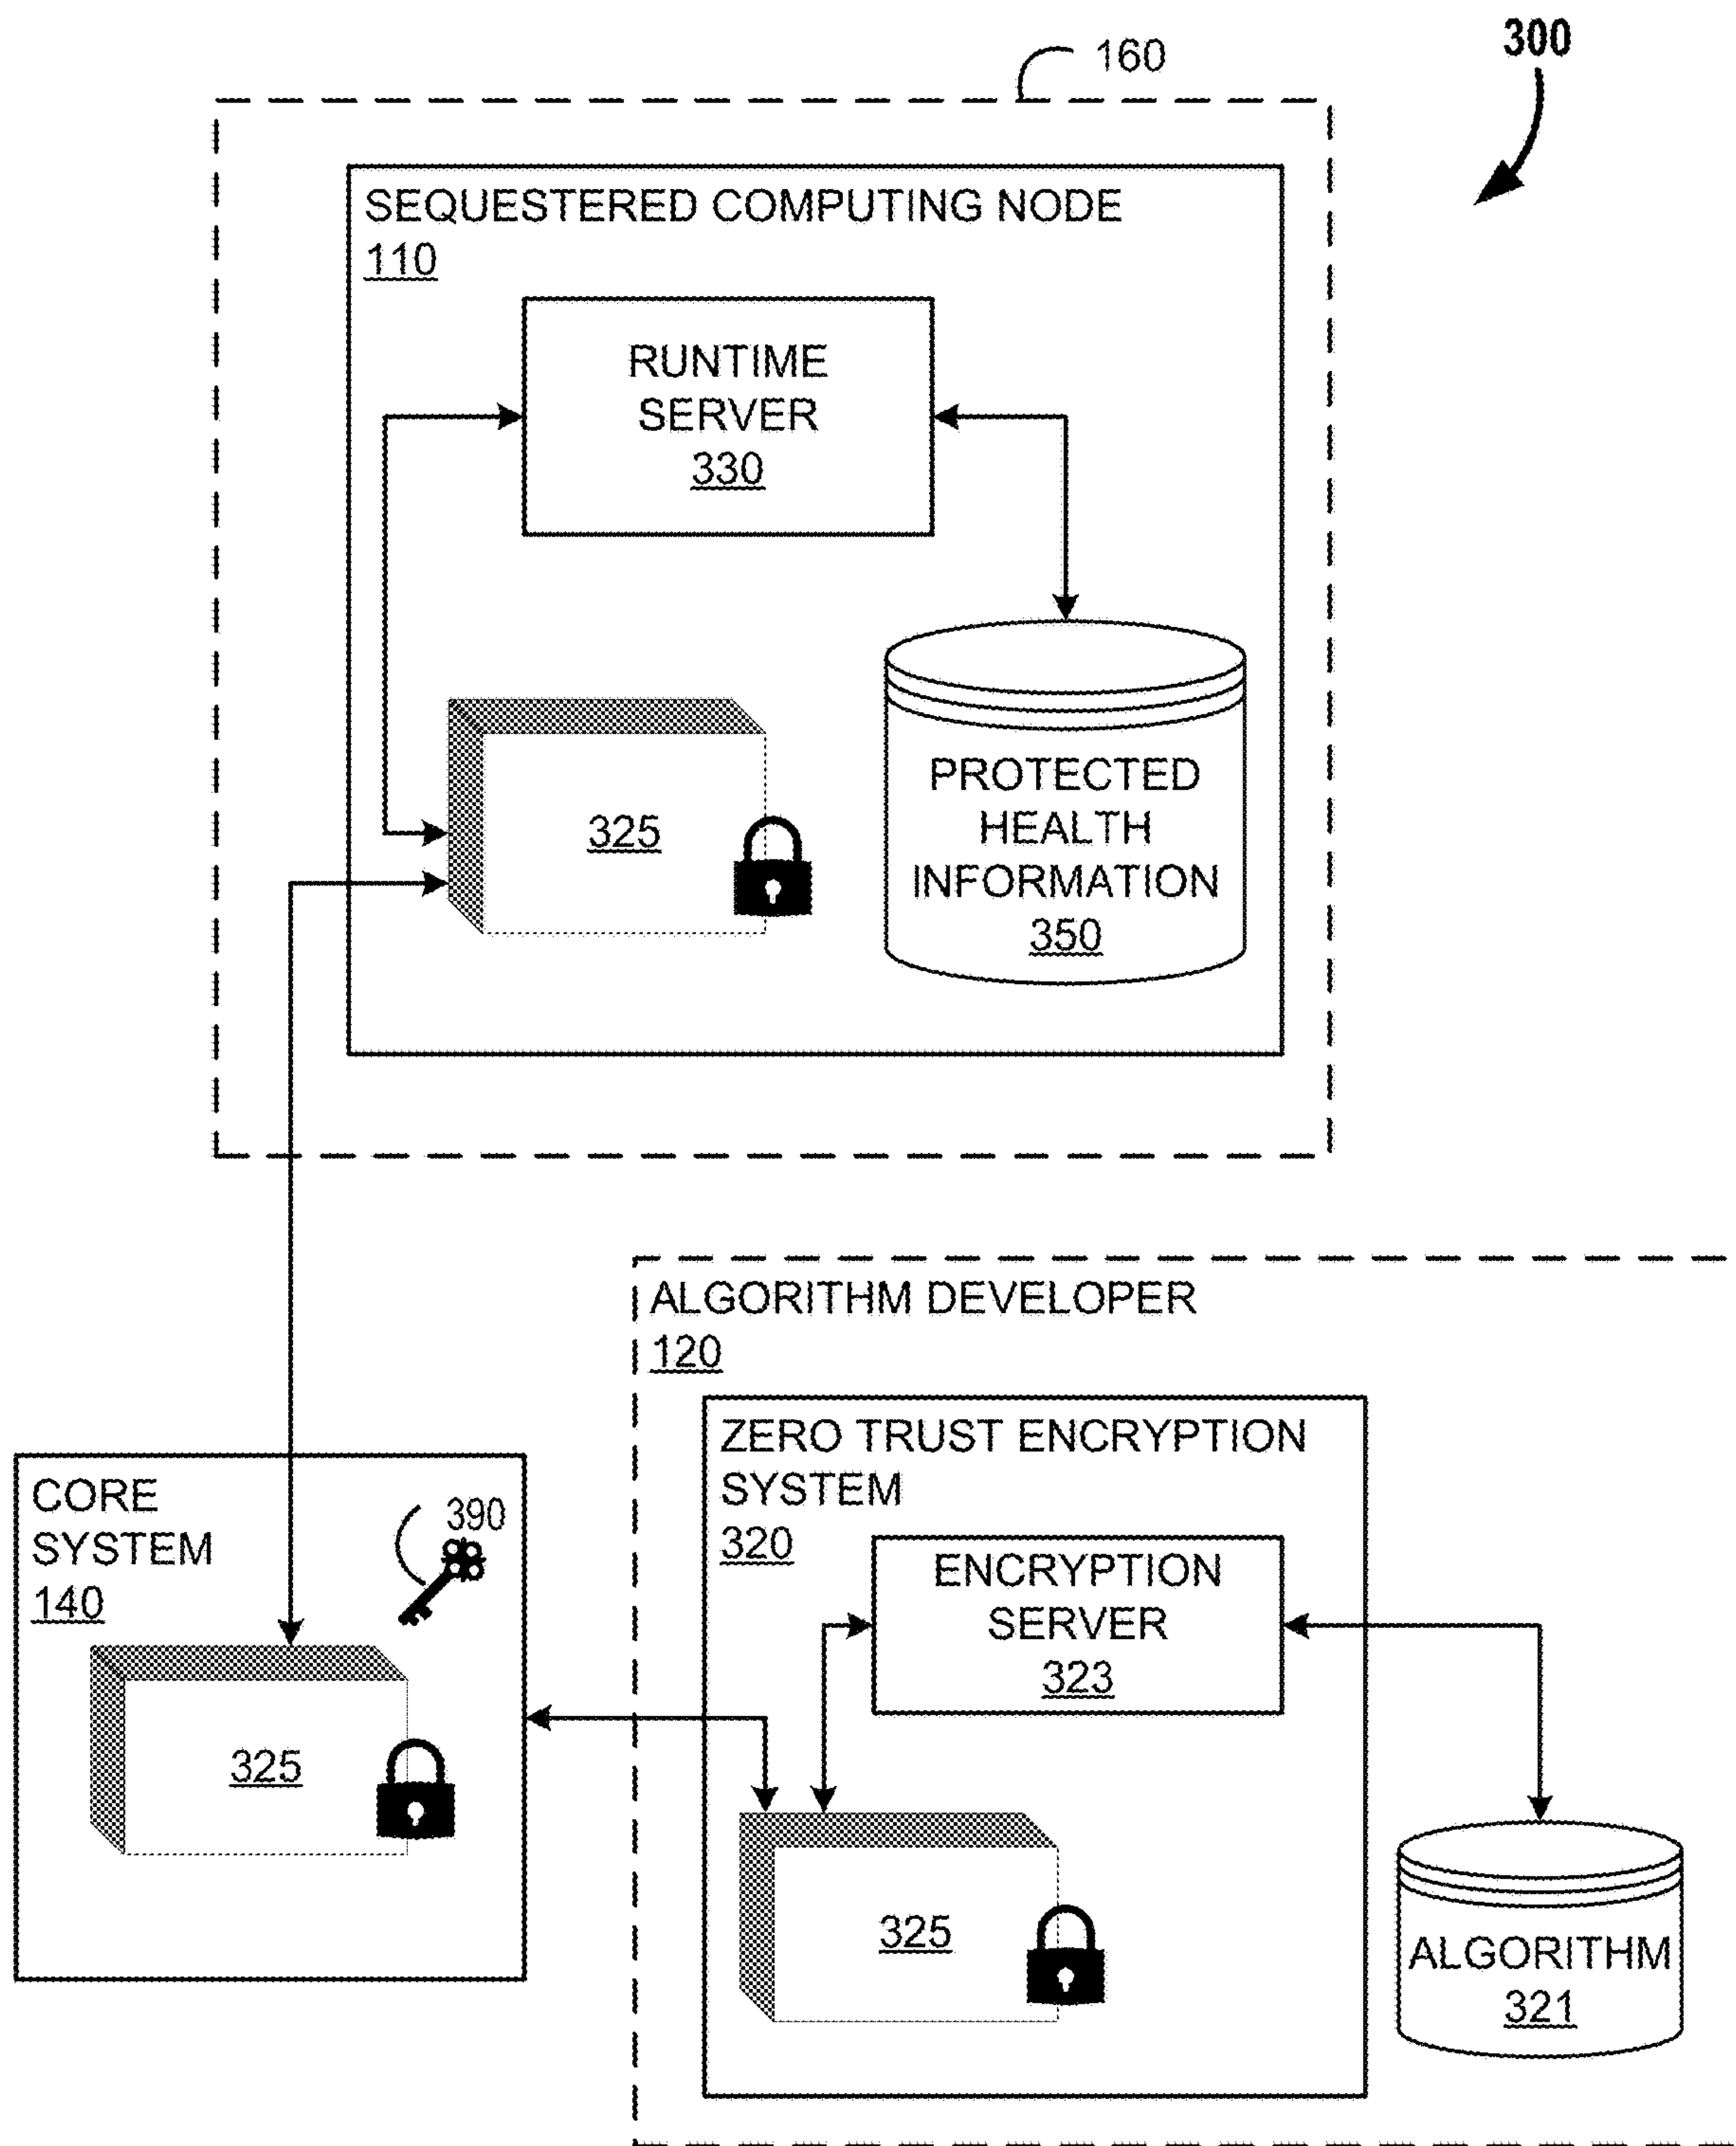 300
160
SEQUESTERED COMPUTING NODE
110
RUNTIME
SERVER
330
325
PROTECTED
HEALTH
INFORMATION
350
ALGORITHM DEVELOPER
120
ZERO TRUST ENCRYPTION
SYSTEM
320
ENCRYPTION
SERVER
323
CORE
SYSTEM
140
390
325
325
ALGORITHM
321